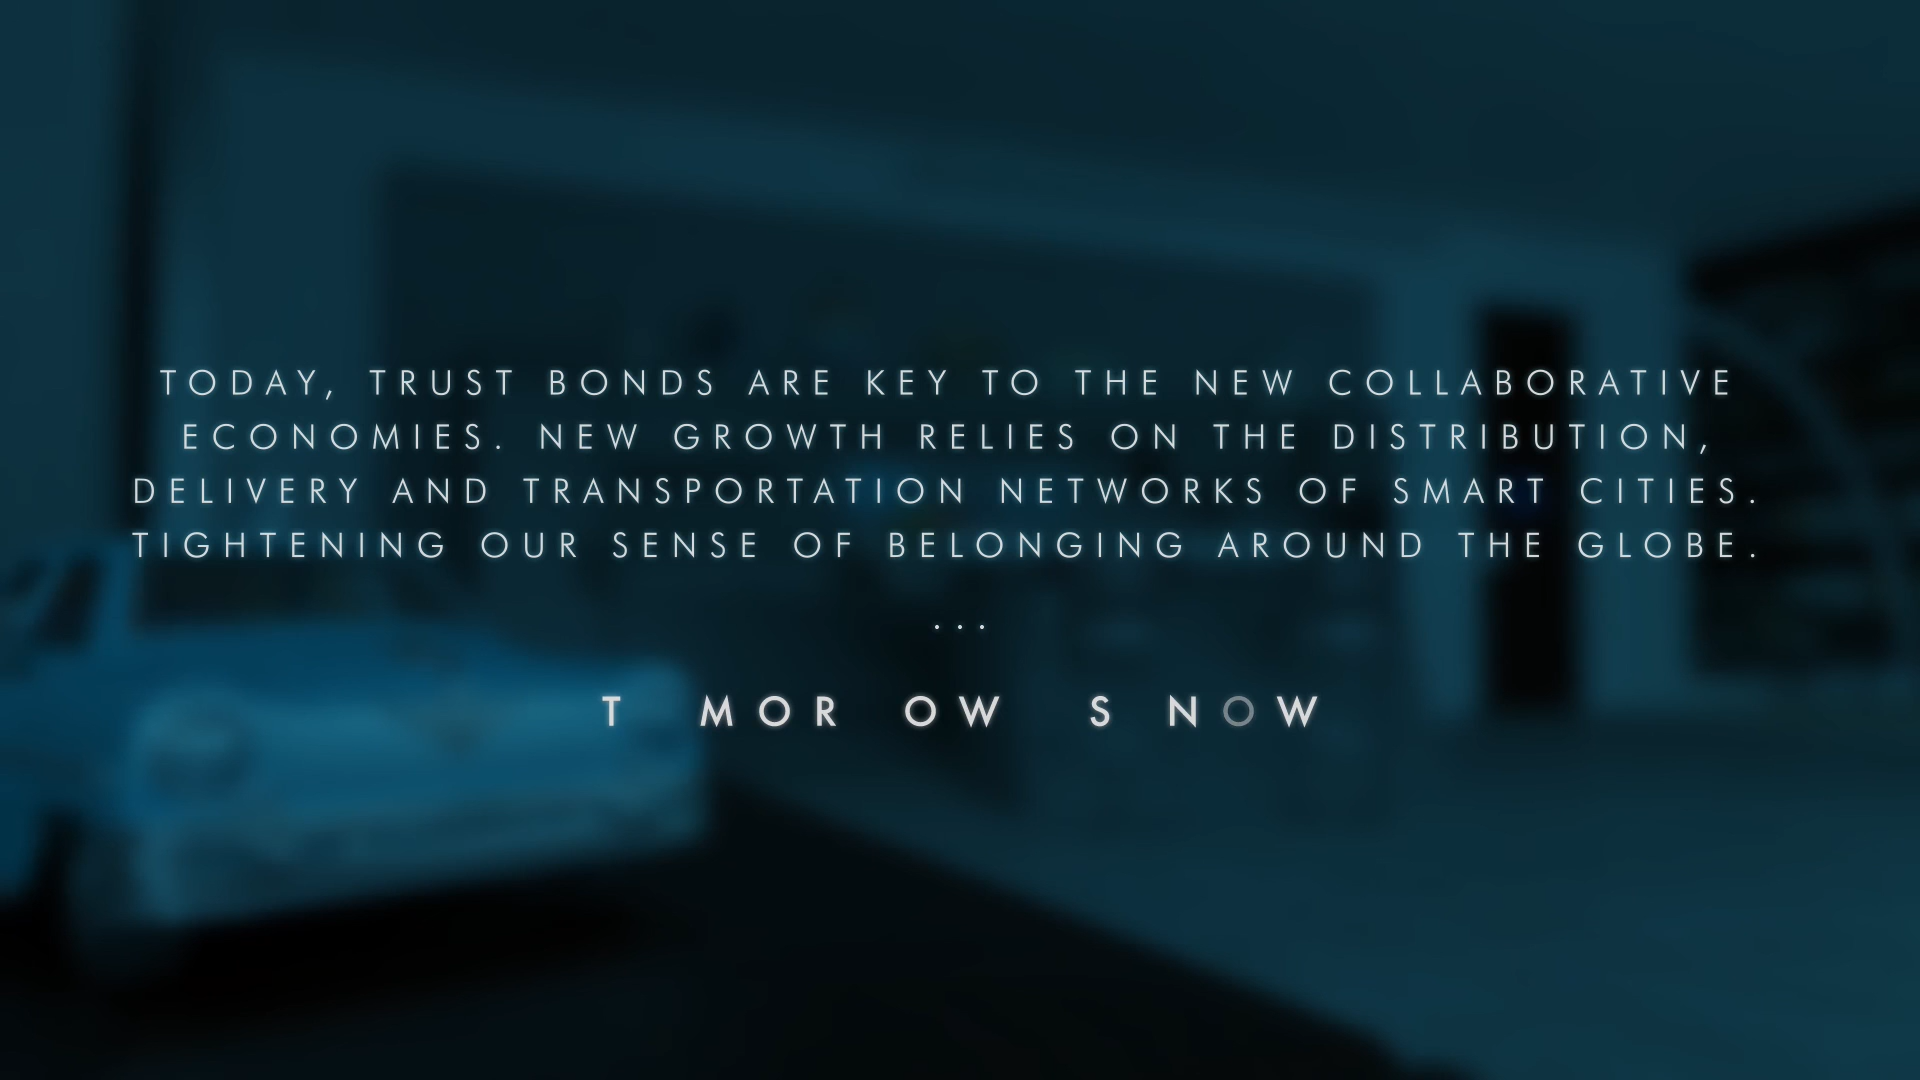 TODAY, TRUST BONDS ARE KEY TO THE NEW COLLABORATIVE
ECONOMIES. NEW GROWTH RELIES ON THE DISTRIBUTION,
DELIVERY AND TRANSPORTATION NETWORKS OF SMART CITIES.
TIGHTENING OUR SENSE OF BELONGING AROUND THE GLOBE.
...
T MOR OW S NOW